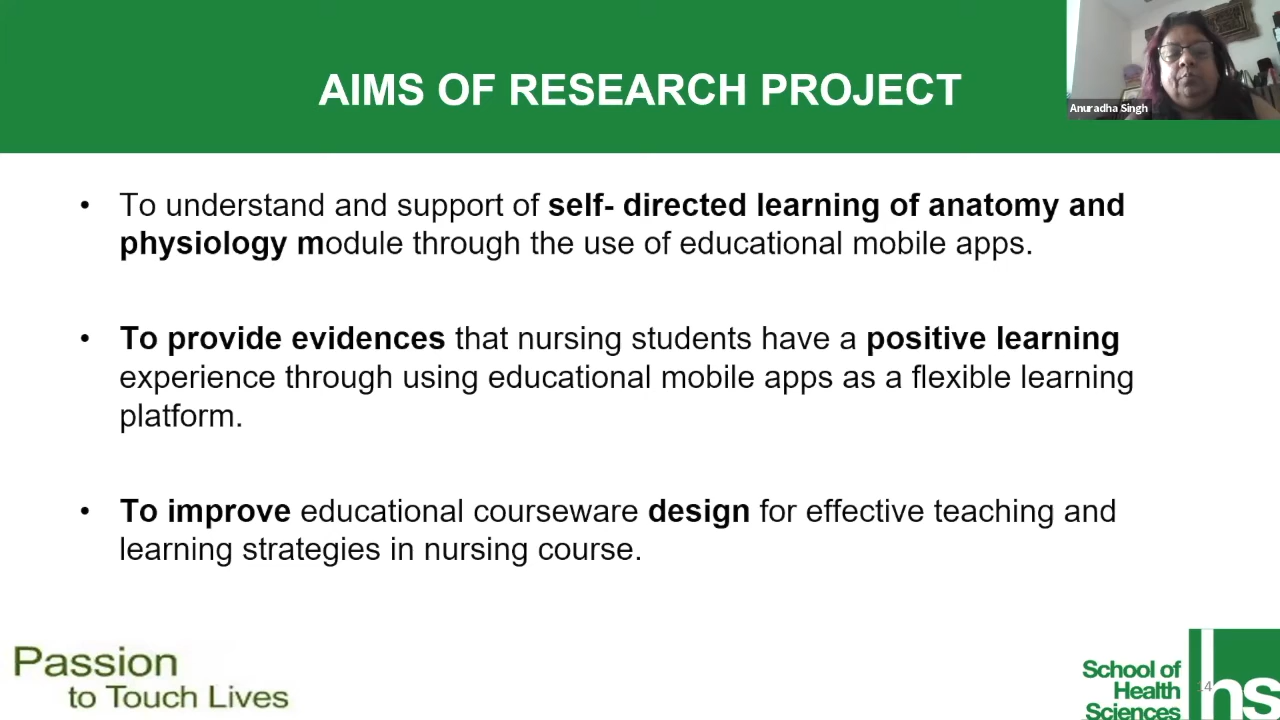 AIMS OF RESEARCH PROJECT
Anuradha Singh
• To understand and support of self- directed learning of anatomy and
physiology module through the use of educational mobile apps.
• To provide evidences that nursing students have a positive learning
experience through using educational mobile apps as a flexible learning
platform.
• To improve educational courseware design for effective teaching and
learning strategies in nursing course.
Passion
to Touch Lives
School of
Health
Sciences
hs
14